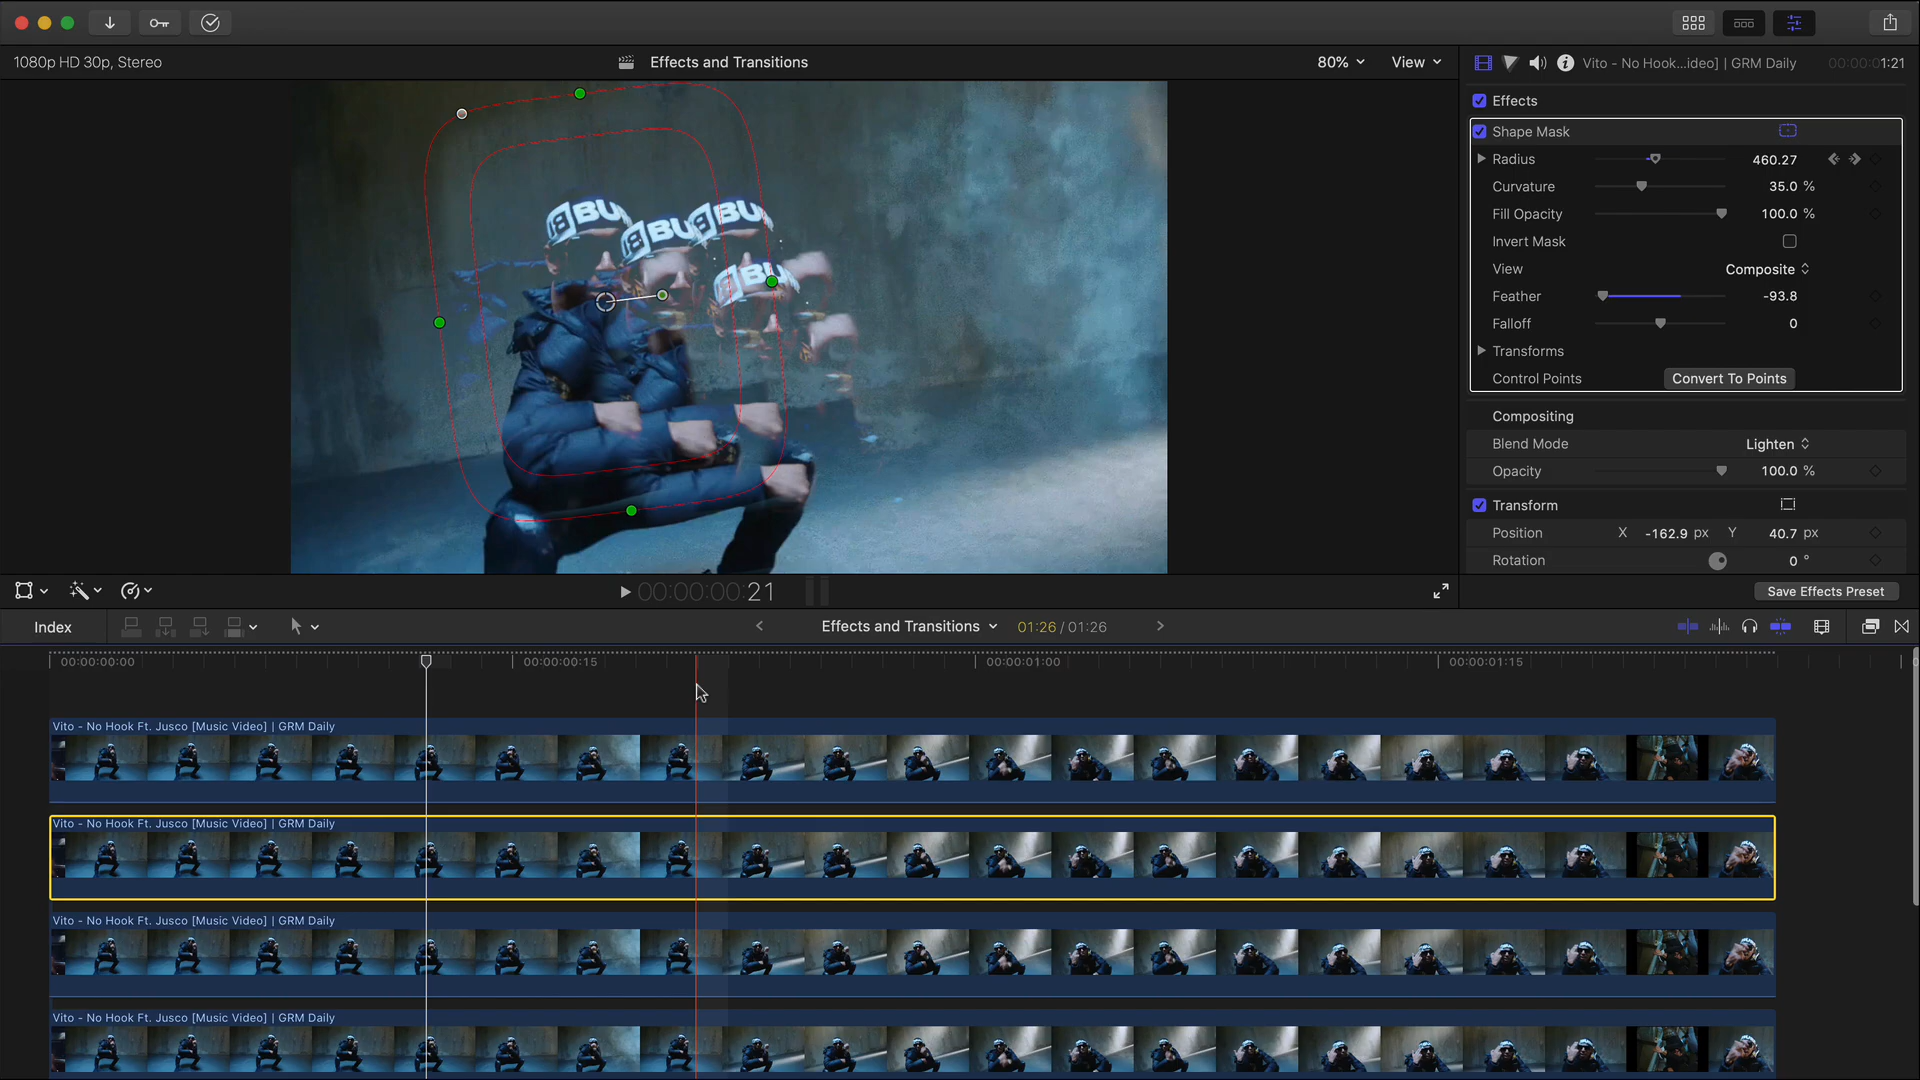 1080p HD 30p, Stereo
Effects and Transitions
80%
View
Vito - No Hook...ideo] | GRM Daily
00:00:01:21
Effects
Shape Mask
Radius
460.27
Curvature
35.0 %
Fill Opacity
100.0 %
Invert Mask
View
Composite
Feather
-93.8
Falloff
0
Transforms
Control Points
Convert To Points
Compositing
Blend Mode
Lighten
Opacity
100.0 %
Transform
Position
X -162.9 px Y 40.7 px
Rotation
0 °
BU
BU
BU
BU
00:00:00:21
Save Effects Preset
Index
Effects and Transitions
01:26 / 01:26
00:00:00:00
00:00:00:15
00:00:01:00
00:00:01:15
Vito - No Hook Ft. Jusco [Music Video] | GRM Daily
Vito - No Hook Ft. Jusco [Music Video] | GRM Daily
Vito - No Hook Ft. Jusco [Music Video] | GRM Daily
Vito - No Hook Ft. Jusco [Music Video] | GRM Daily